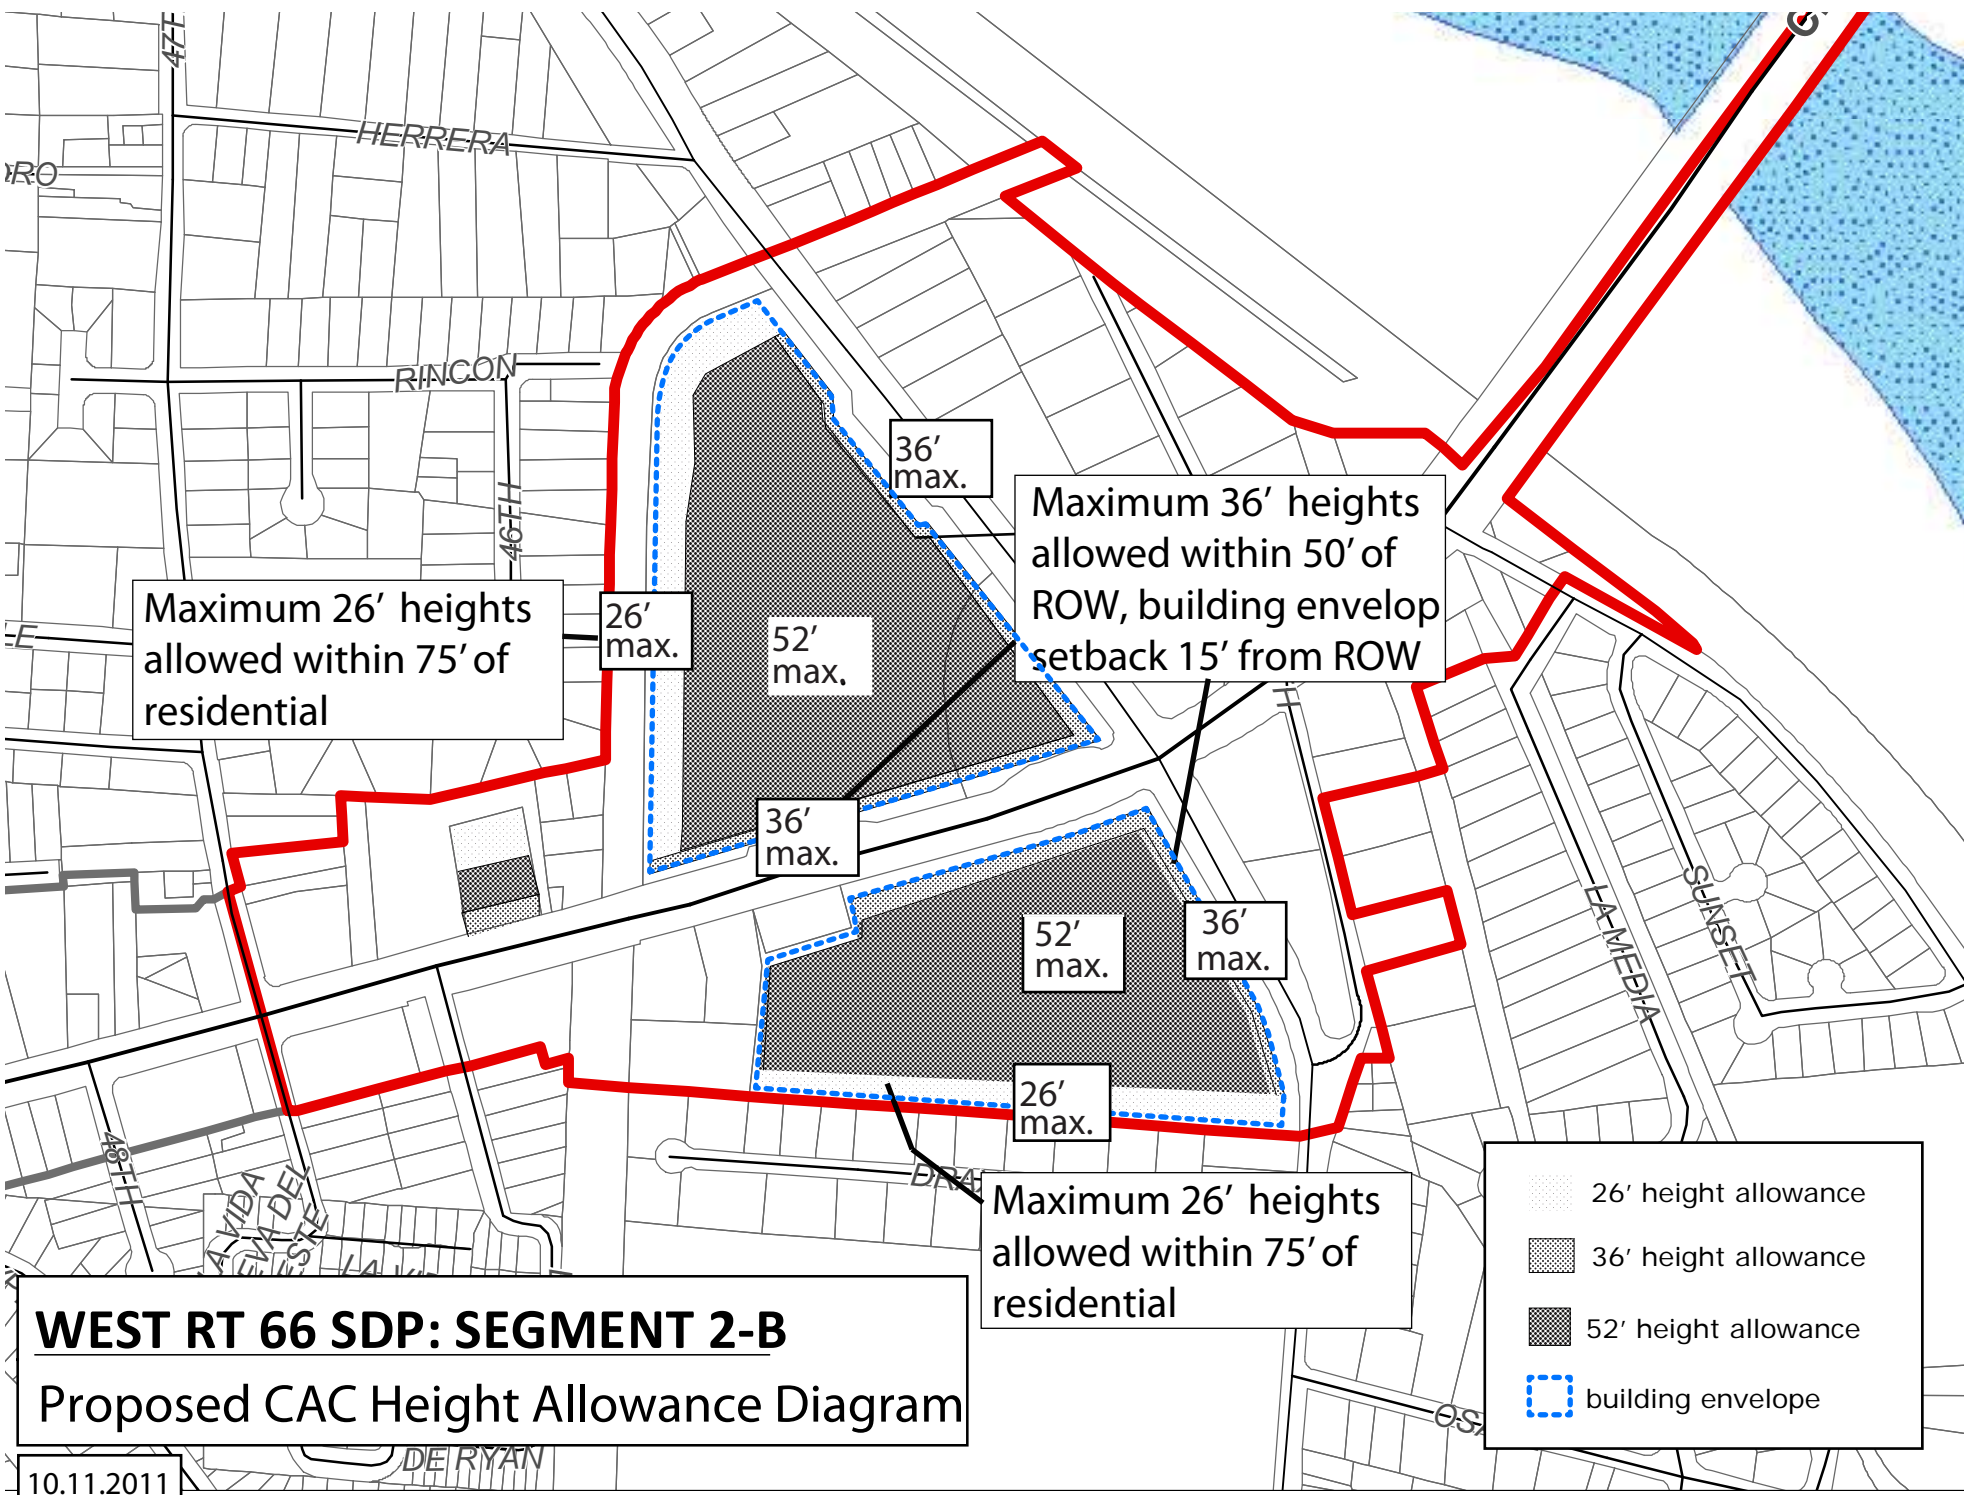 47TH
HERRERA
RINCON
46TH
36’
max.
Maximum 36’ heights
allowed within 50’ of
ROW, building envelop
setback 15’ from ROW
Maximum 26’ heights
allowed within 75’ of
residential
26’
max.
52’
max.
36’
max.
52’
max.
36’
max.
26’
max.
LA MEDIA
SUNSET
48TH
Maximum 26’ heights
allowed within 75’ of
residential
26’ height allowance
36’ height allowance
52’ height allowance
building envelope
WEST RT 66 SDP: SEGMENT 2-B
Proposed CAC Height Allowance Diagram
DE RYAN
10.11.2011